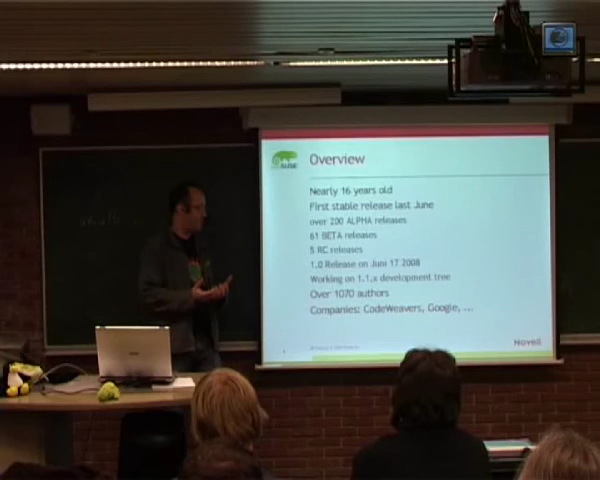 SUSE
Overview
Nearly 16 years old
First stable release last June
over 200 ALPHA releases
61 BETA releases
5 RC releases
1.0 Release on Juni 17 2008
Working on 1.1.x development tree
Over 1070 authors
Companies: CodeWeavers, Google, ...
Novell